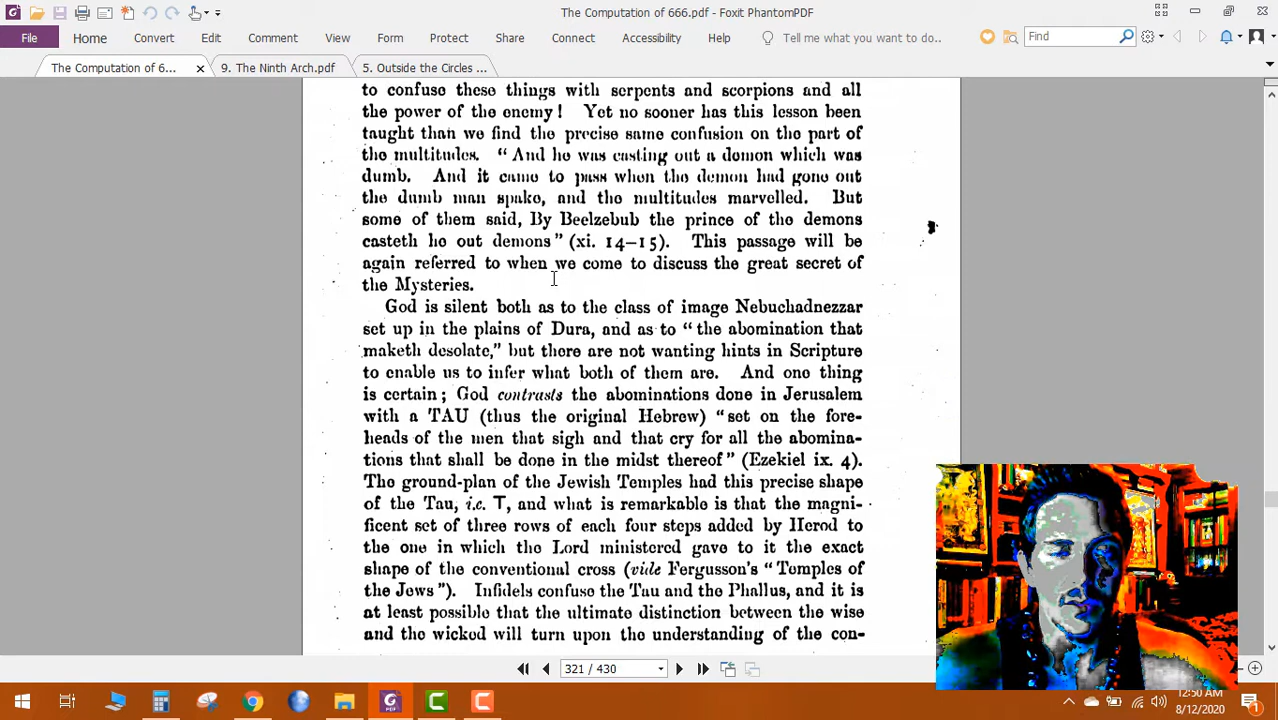 The Computation of 666.pdf - Foxit PhantomPDF
File Home Convert Edit Comment View Form Protect Share Connect Accessibility Help Tell me what you want to do.. Find
The Computation of 6... 9. The Ninth Arch.pdf 5. Outside the Circles ...
to confuse these things with serpents and scorpions and all
the power of the enemy! Yet no sooner has this lesson been
taught than we find the precise same confusion on the part of
the multitudes. "And he was casting out a demon which was
dumb. And it came to pass when the demon had gone out
the dumb man spake, and the multitudes marvelled. But
some of them said, By Beelzebub the prince of the demons
casteth he out demons" (xi. 14–15). This passage will be
again referred to when we come to discuss the great secret of
the Mysteries.
God is silent both as to the class of image Nebuchadnezzar
set up in the plains of Dura, and as to "the abomination that
maketh desolate," but there are not wanting hints in Scripture
to enable us to infer what both of them are. And one thing
is certain; God contrasts the abominations done in Jerusalem
with a TAU (thus the original Hebrew) "set on the fore-
heads of the men that sigh and that cry for all the abomina-
tions that shall be done in the midst thereof" (Ezekiel ix. 4).
The ground-plan of the Jewish Temples had this precise shape
of the Tau, i.e. T, and what is remarkable is that the magni-
ficent set of three rows of each four steps added by Herod to
the one in which the Lord ministered gave to it the exact
shape of the conventional cross (vide Fergusson's "Temples of
the Jews"). Infidels confuse the Tau and the Phallus, and it is
at least possible that the ultimate distinction between the wise
and the wicked will turn upon the understanding of the con-
321 / 430
12:50 AM
8/12/2020